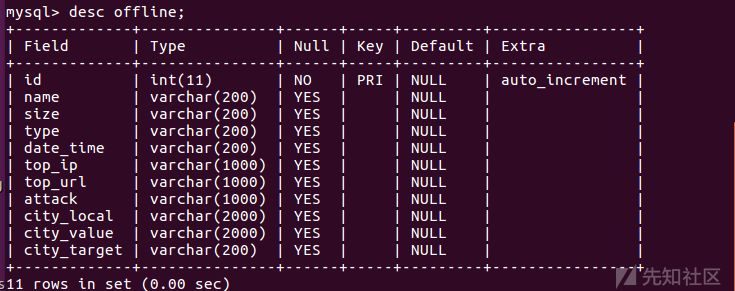 mysql> desc offline;
+-------------+---------------+------+-----+---------+----------------+
| Field       | Type          | Null | Key | Default | Extra          |
+-------------+---------------+------+-----+---------+----------------+
| id          | int(11)       | NO   | PRI | NULL    | auto_increment |
| name        | varchar(200)  | YES  |     | NULL    |                |
| size        | varchar(200)  | YES  |     | NULL    |                |
| type        | varchar(200)  | YES  |     | NULL    |                |
| date_time   | varchar(200)  | YES  |     | NULL    |                |
| top_ip      | varchar(1000) | YES  |     | NULL    |                |
| top_url     | varchar(1000) | YES  |     | NULL    |                |
| attack      | varchar(1000) | YES  |     | NULL    |                |
| city_local  | varchar(2000) | YES  |     | NULL    |                |
| city_value  | varchar(2000) | YES  |     | NULL    |                |
| city_target | varchar(200)  | YES  |     | NULL    |                |
+-------------+---------------+------+-----+---------+----------------+
11 rows in set (0.00 sec)
先知社区